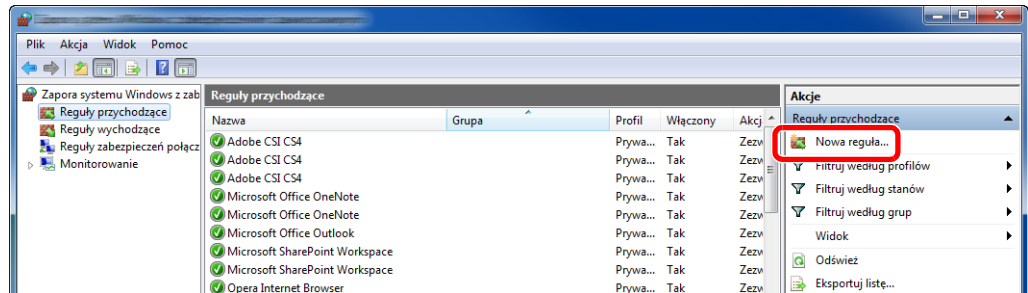 Plik Akcja Widok Pomoc
Zapora systemu Windows z zab
Reguły przychodzące
Reguły wychodzące
Reguły zabezpieczeń połącz
Monitorowanie
Reguły przychodzące
Nazwa Grupa Profil Włączony Akcj
Adobe CSI CS4 Prywa... Tak Zezw
Adobe CSI CS4 Prywa... Tak Zezw
Adobe CSI CS4 Prywa... Tak Zezw
Microsoft Office OneNote Prywa... Tak Zezw
Microsoft Office OneNote Prywa... Tak Zezw
Microsoft Office Outlook Prywa... Tak Zezw
Microsoft SharePoint Workspace Prywa... Tak Zezw
Microsoft SharePoint Workspace Prywa... Tak Zezw
Opera Internet Browser Prywa... Tak Zezw
Akcje
Reguły przychodzące
Nowa reguła...
Filtruj według profilów
Filtruj według stanów
Filtruj według grup
Widok
Odśwież
Eksportuj listę...